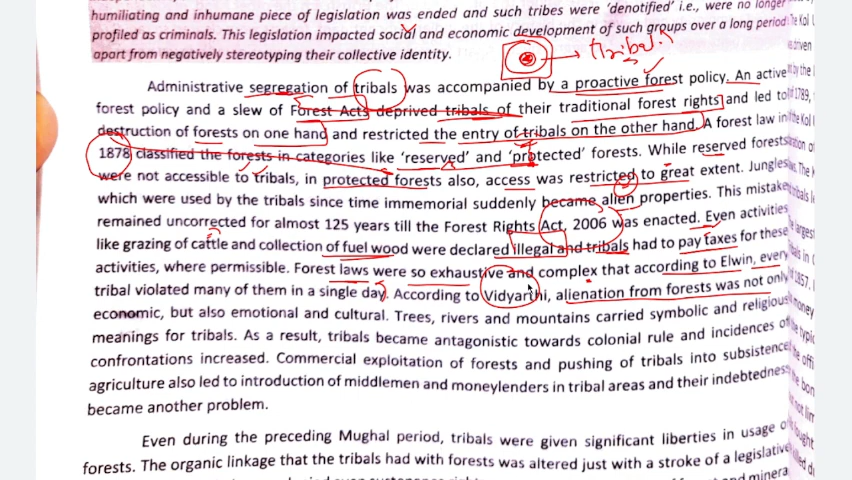 humiliating and inhumane piece of legislation was ended and such tribes were 'denotified' i.e., were no longer
profiled as criminals. This legislation impacted social and economic development of such groups over a long period
apart from negatively stereotyping their collective identity.
tribal
Administrative segregation of tribals was accompanied by a proactive forest policy. An active
forest policy and a slew of Forest Acts deprived tribals of their traditional forest rights and led to
destruction of forests on one hand and restricted the entry of tribals on the other hand. A forest law in
1878 classified the forests in categories like 'reserved' and 'protected' forests. While reserved forests
were not accessible to tribals, in protected forests also, access was restricted to great extent. Jungles
which were used by the tribals since time immemorial suddenly became alien properties. This mistake
remained uncorrected for almost 125 years till the Forest Rights Act, 2006 was enacted. Even activities
like grazing of cattle and collection of fuel wood were declared illegal and tribals had to pay taxes for these
activities, where permissible. Forest laws were so exhaustive and complex that according to Elwin, every
tribal violated many of them in a single day. According to Vidyarthi, alienation from forests was not only
economic, but also emotional and cultural. Trees, rivers and mountains carried symbolic and religious
meanings for tribals. As a result, tribals became antagonistic towards colonial rule and incidences of
confrontations increased. Commercial exploitation of forests and pushing of tribals into subsistence
agriculture also led to introduction of middlemen and moneylenders in tribal areas and their indebtedness
became another problem.
Even during the preceding Mughal period, tribals were given significant liberties in usage of
forests. The organic linkage that the tribals had with forests was altered just with a stroke of a legislative